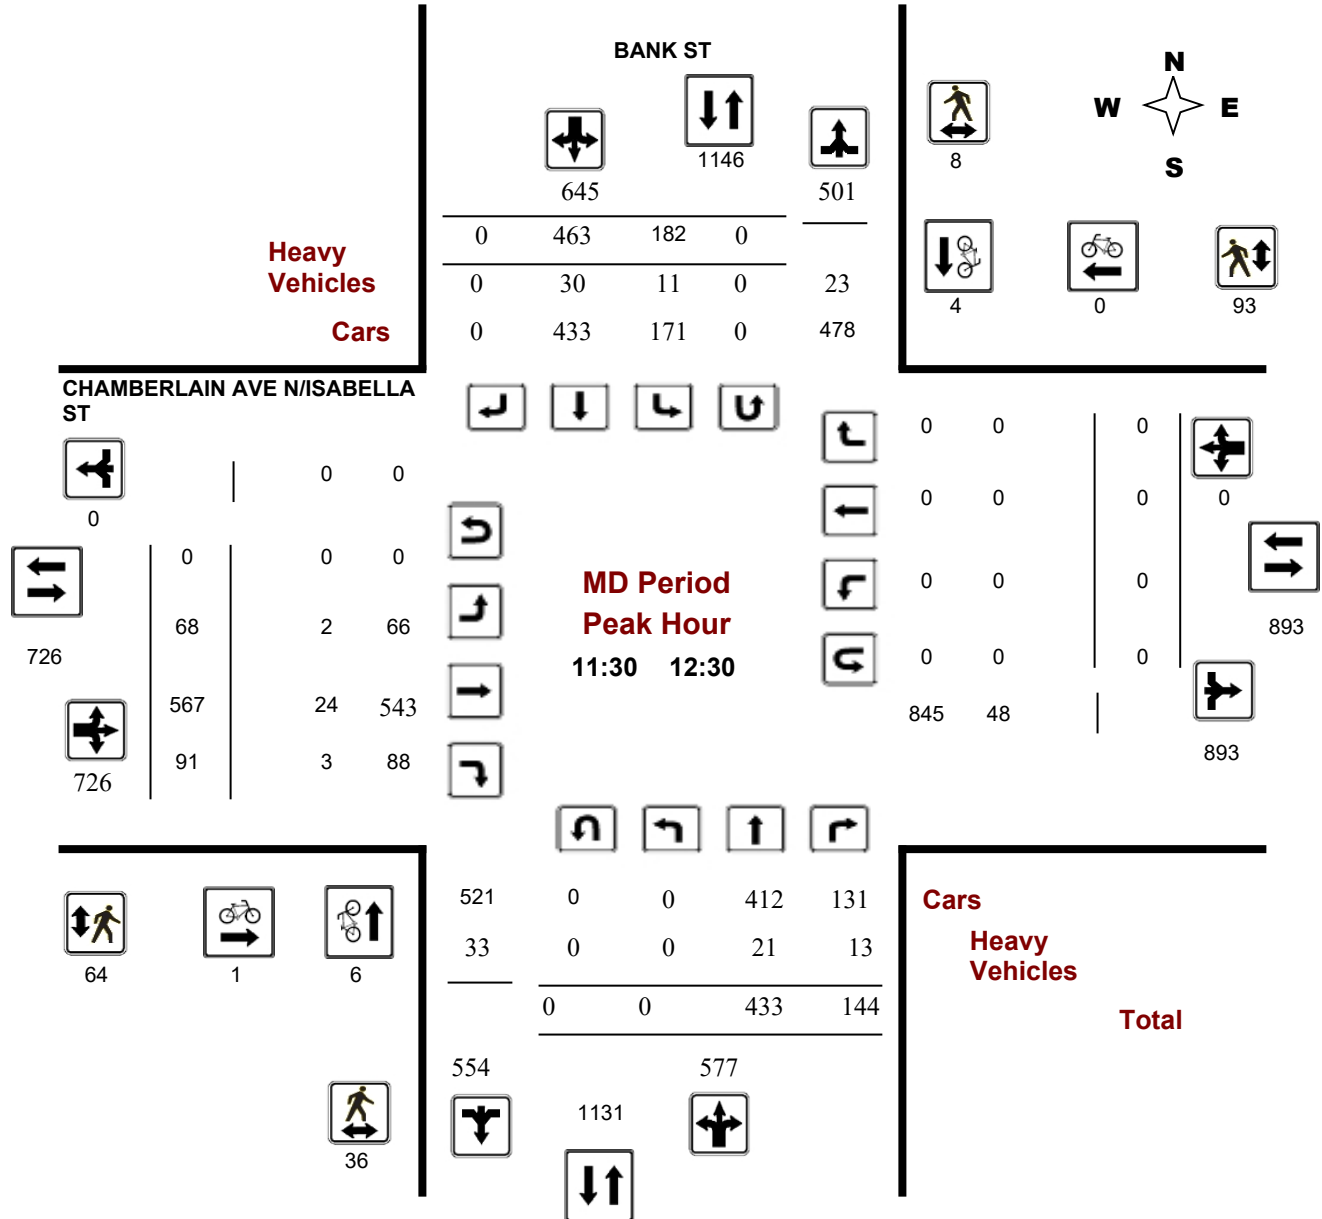 BANK ST
N
W E
S
1146
8
645
501
0 463 182 0
Heavy
Vehicles
0 30 11 0 23
4 0 93
Cars
0 433 171 0 478
CHAMBERLAIN AVE N/ISABELLA
ST
0 0 0
0 0
0
0 0 0 0
0 0 0
MD Period
0 0 0
Peak Hour
68 2 66
893
726
11:30 12:30
0 0 0
567 24 543
845 48
893
91 3 88
726
521 0 0 412 131
Cars
33 0 0 21 13
Heavy
Vehicles
64 1 6
0 0 433 144
Total
554 577
1131
36